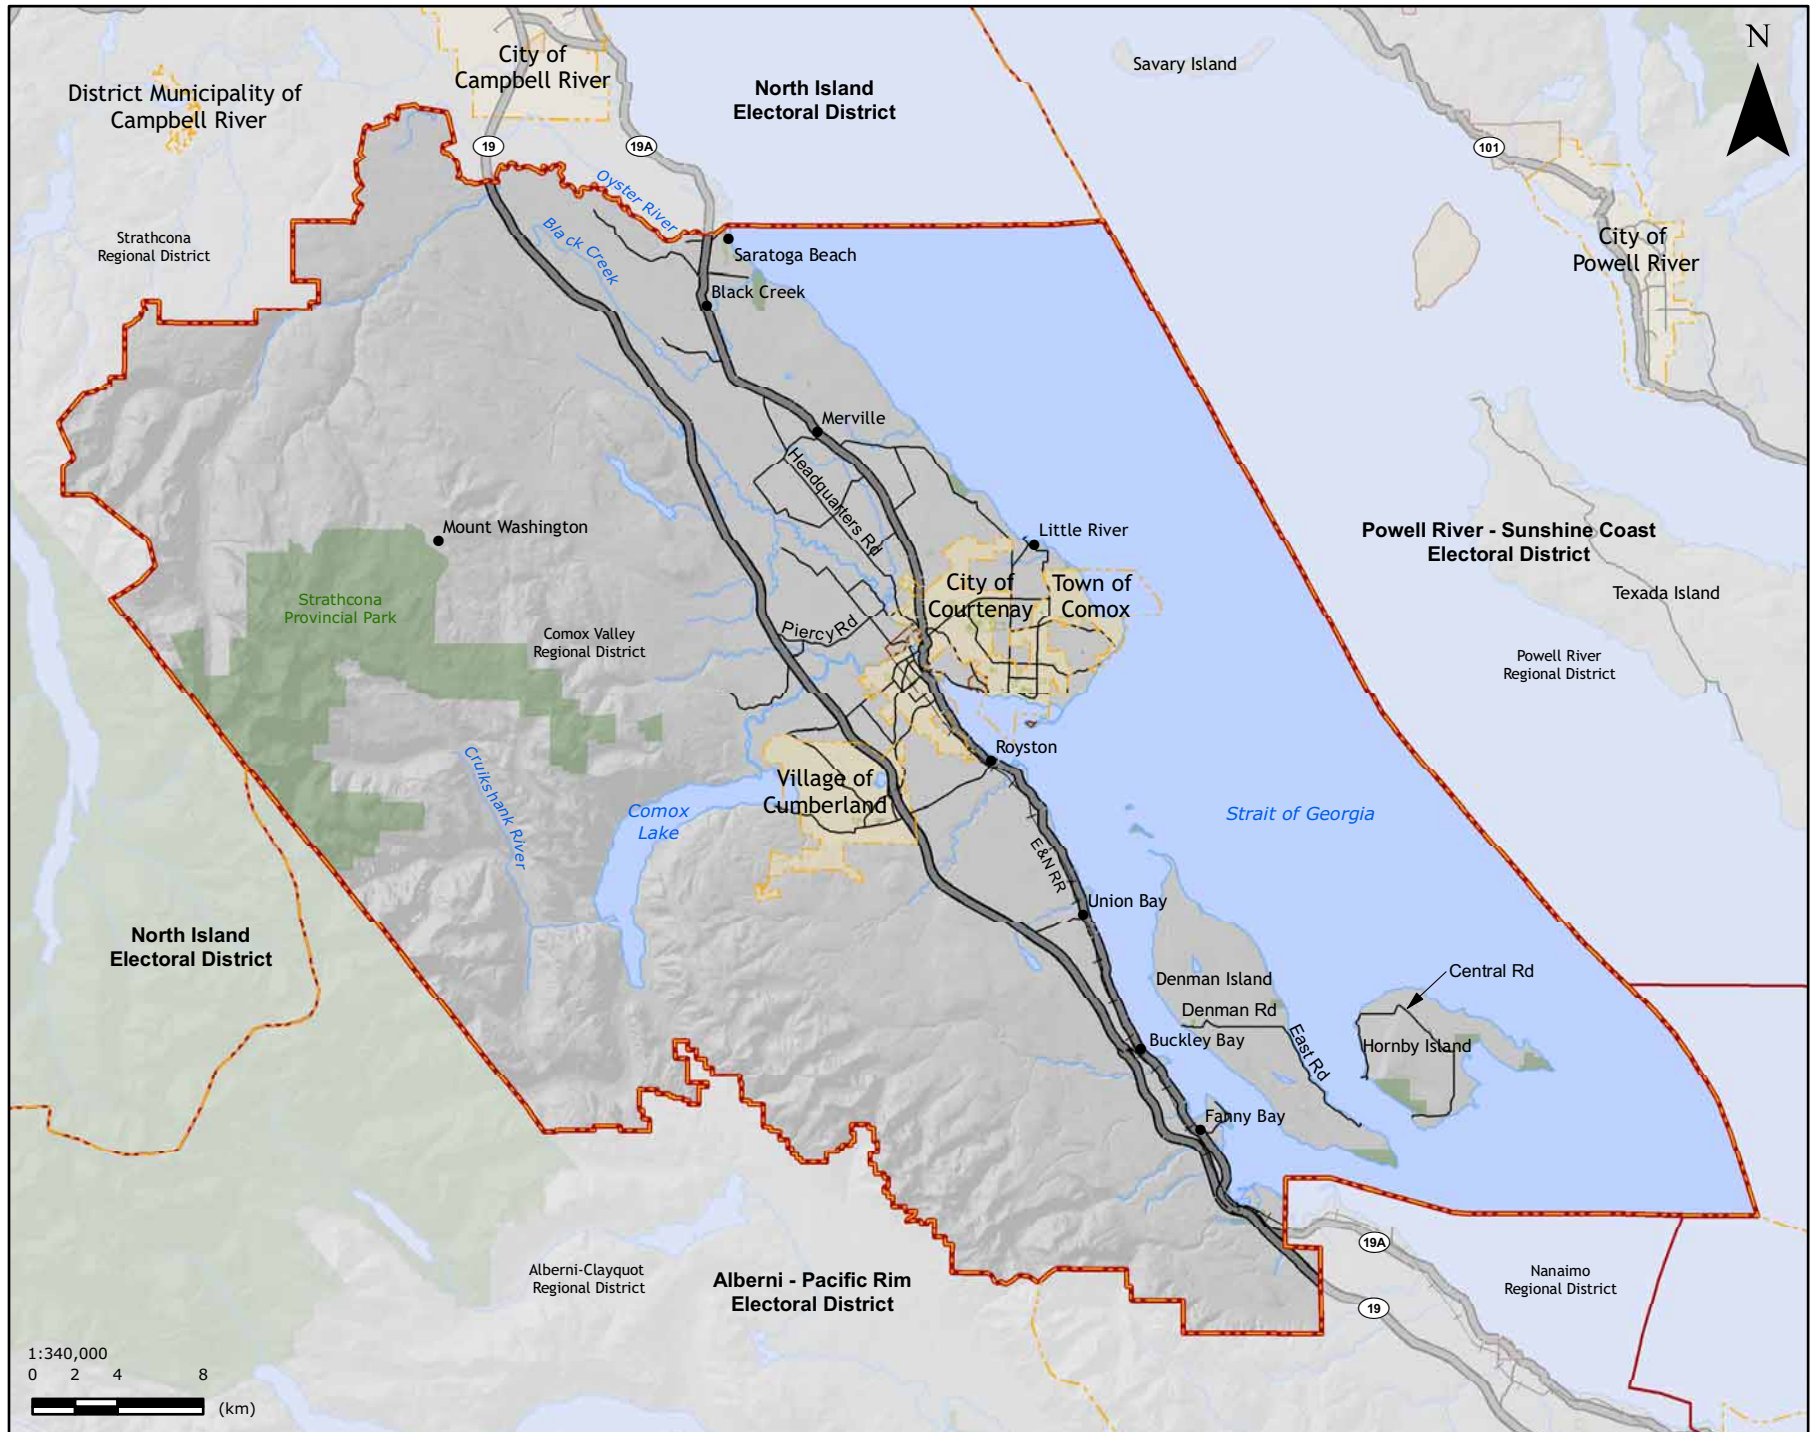 City of
Campbell River
N
Savary Island
North Island
Electoral District
District Municipality of
Campbell River
19
19A
101
Oyster River
Strathcona
Regional District
Black Creek
Saratoga Beach
City of
Powell River
Black Creek
Merville
Headquarters Rd
Mount Washington
Little River
Powell River - Sunshine Coast
Electoral District
City of
Courtenay
Town of
Comox
Texada Island
Strathcona
Provincial Park
Piercy Rd
Comox Valley
Regional District
Powell River
Regional District
Royston
Cruikshank River
Village of
Cumberland
Comox
Lake
Strait of Georgia
E&N RR
Union Bay
North Island
Electoral District
Denman Island
Central Rd
Denman Rd
Buckley Bay
East Rd
Hornby Island
Fanny Bay
19A
Alberni-Clayquot
Regional District
Alberni - Pacific Rim
Electoral District
Nanaimo
Regional District
19
1:340,000
0 2 4 8
(km)